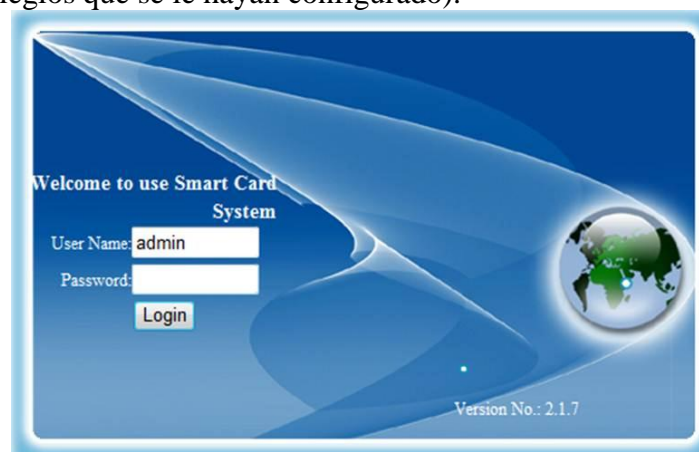 que se le hayan configurado).
Welcome to use Smart Card
System
User Name: admin
Password:
Login
Version No.: 2.1.7